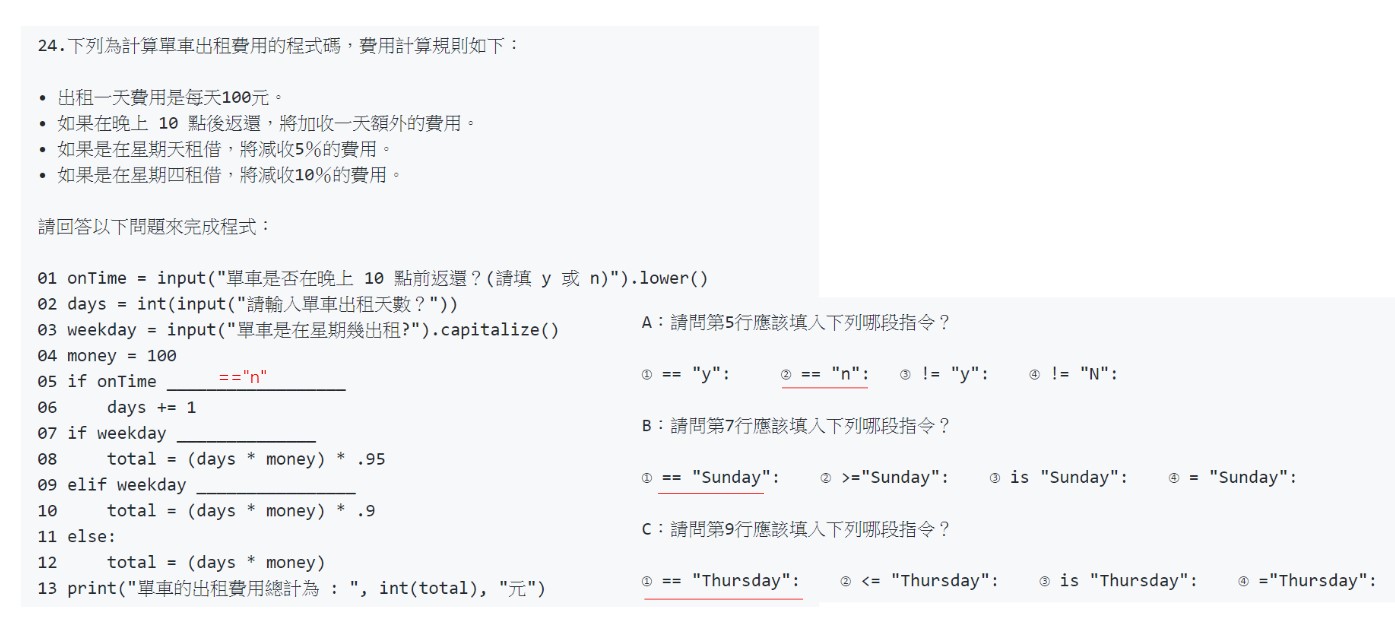 24.下列為計算單車出租費用的程式碼，費用計算規則如下：
• 出租一天費用是每天100元。
• 如果在晚上 10 點後返還，將加收一天額外的費用。
• 如果是在星期天租借，將減收5%的費用。
• 如果是在星期四租借，將減收10%的費用。
請回答以下問題來完成程式：
01 onTime = input("單車是否在晚上 10 點前返還？(請填 y 或 n)").lower()
02 days = int(input("請輸入單車出租天數？"))
03 weekday = input("單車是在星期幾出租?").capitalize()
04 money = 100
05 if onTime =="n"
06     days += 1
07 if weekday ______________
08     total = (days * money) * .95
09 elif weekday ________________
10     total = (days * money) * .9
11 else:
12     total = (days * money)
13 print("單車的出租費用總計為 : ", int(total), "元")
A：請問第5行應該填入下列哪段指令？
① == "y": ② == "n": ③ != "y": ④ != "N":
B：請問第7行應該填入下列哪段指令？
① == "Sunday": ② >="Sunday": ③ is "Sunday": ④ = "Sunday":
C：請問第9行應該填入下列哪段指令？
① == "Thursday": ② <= "Thursday": ③ is "Thursday": ④ ="Thursday":